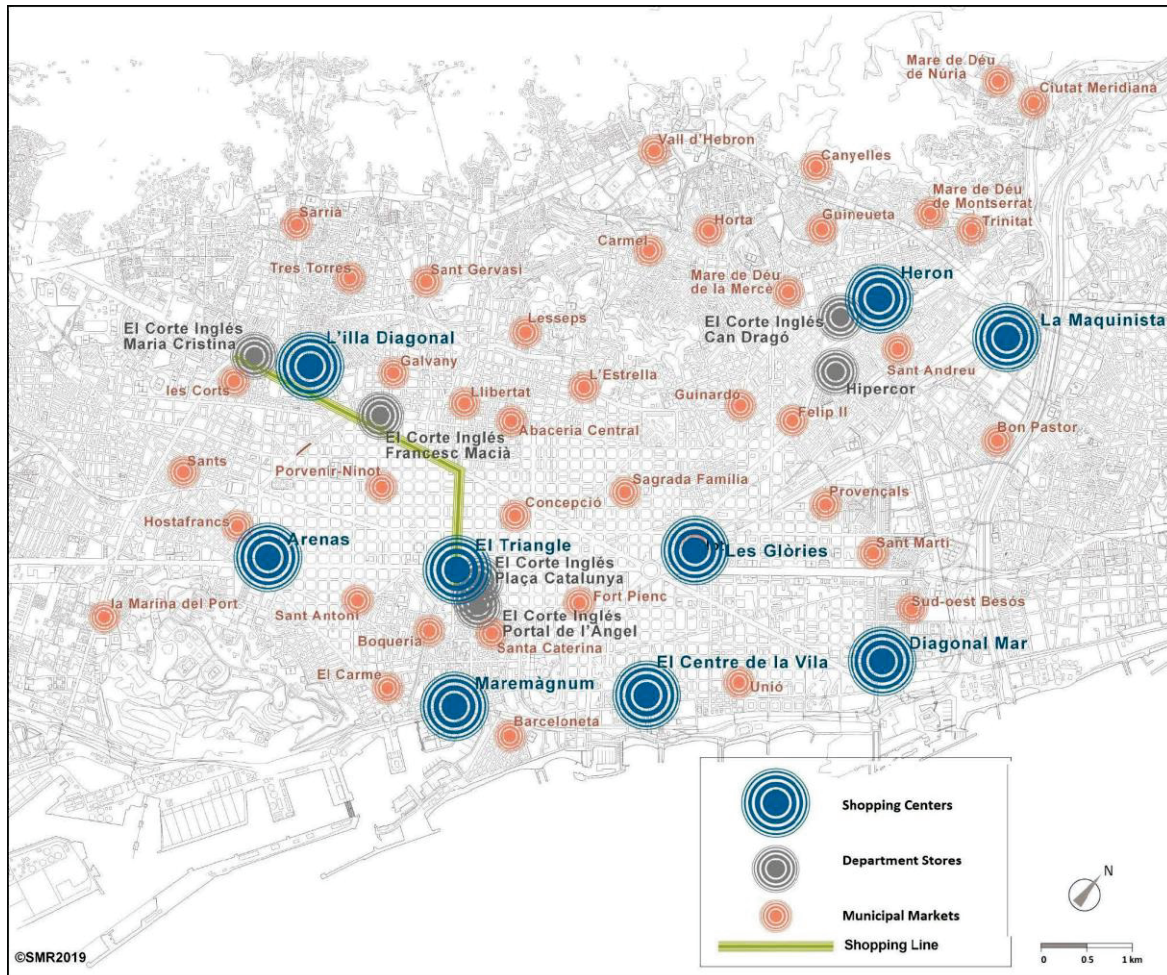 Mare de Déu
de Núria
Ciutat Meridiana
Vall d'Hebron
Canyelles
Mare de Déu
de Montserrat
Sarrià
Horta
Guineueta
Trinitat
Carmel
Tres Torres
Sant Gervasi
Mare de Déu
de la Mercè
Heron
El Corte Inglés
Maria Cristina
L'illa Diagonal
Lesseps
El Corte Inglés
Can Dragó
La Maquinista
les Corts
Galvany
L'Estrella
Sant Andreu
Hipercor
Llibertat
Guinardó
Felip II
Abaceria Central
Bon Pastor
El Corte Inglés
Francesc Macià
Sants
Porvenir-Ninot
Sagrada Família
Provençals
Concepció
Hostafrancs
Arenas
El Triangle
Les Glòries
Sant Martí
El Corte Inglés
Plaça Catalunya
la Marina del Port
Sant Antoni
Fort Pienc
Sud-oest Besòs
El Corte Inglés
Portal de l'Àngel
Boqueria
Santa Caterina
Diagonal Mar
El Centre de la Vila
El Carme
Maremàgnum
Unió
Barceloneta
Shopping Centers
Department Stores
Municipal Markets
Shopping Line
N
0 0.5 1 km
©SMR2019